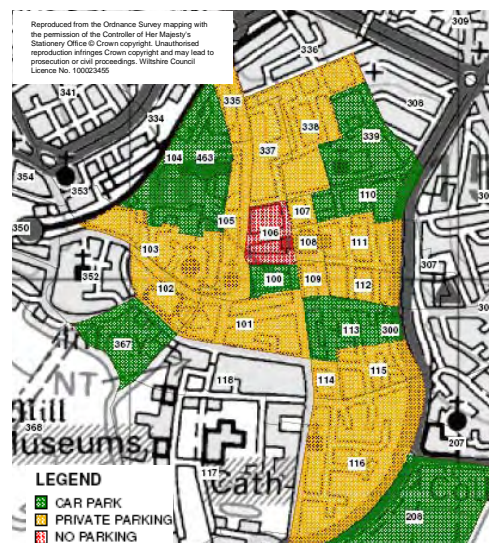 Reproduced from the Ordnance Survey mapping with
the permission of the Controller of Her Majesty's
Stationery Office © Crown copyright. Unauthorised
reproduction infringes Crown copyright and may lead to
prosecution or civil proceedings. Wiltshire Council
Licence No. 100023455
309
336
341
335
308
334
338
339
337
104 463
354
353
110
350
105
107
106
108
111
103
307
352
100
109
112
102
101
113 300
367
NT
118
114
115
till
368
useums
207
116
117
Cath
208
LEGEND
CAR PARK
PRIVATE PARKING
NO PARKING